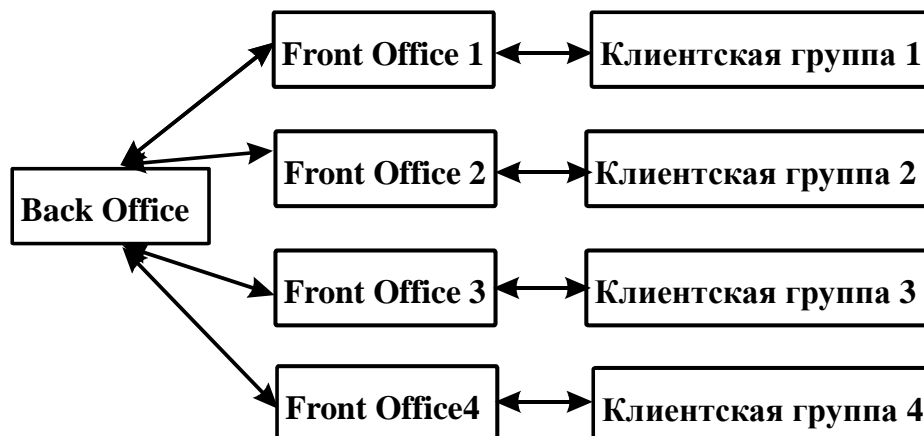 Front Office 1
Клиентская группа 1
Front Office 2
Клиентская группа 2
Back Office
Front Office 3
Клиентская группа 3
Front Office4
Клиентская группа 4